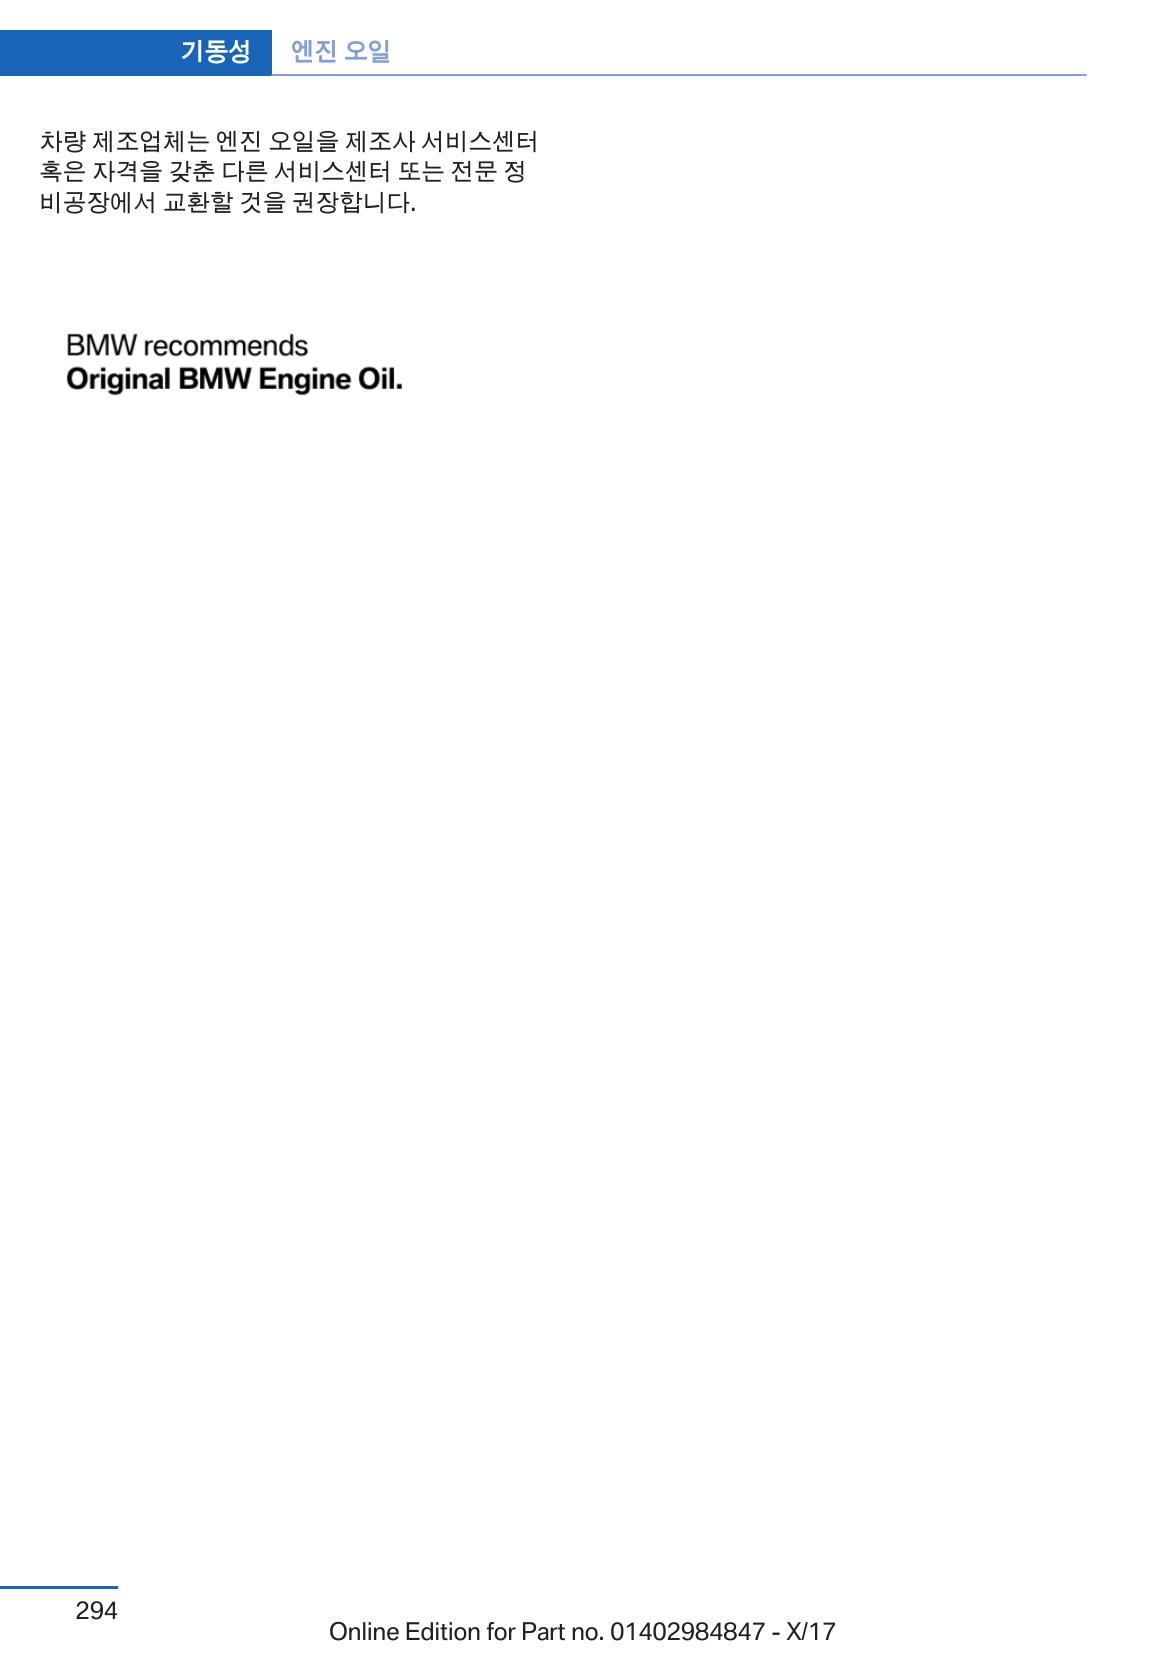 기동성 엔진 오일
차량 제조업체는 엔진 오일을 제조사 서비스센터
혹은 자격을 갖춘 다른 서비스센터 또는 전문 정
비공장에서 교환할 것을 권장합니다.
BMW recommends
Original BMW Engine Oil.
294
Online Edition for Part no. 01402984847 - X/17